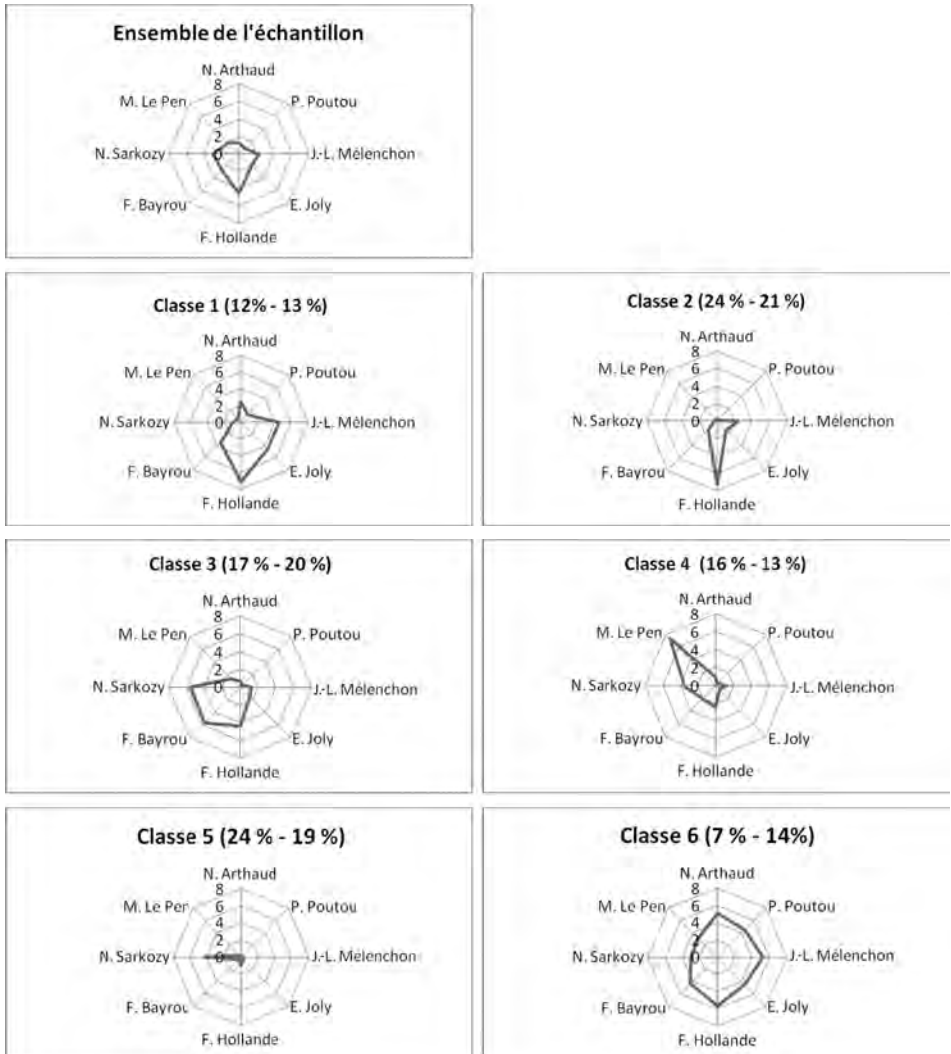 Ensemble de l'échantillon
N. Arthaud
8
M. Le Pen
6
P. Poutou
4
2
N. Sarkozy
0
J.-L. Mélenchon
F. Bayrou
E. Joly
F. Hollande
Classe 1 (12% - 13 %)
N. Arthaud
8
M. Le Pen
6
P. Poutou
4
2
N. Sarkozy
0
J.-L. Mélenchon
F. Bayrou
E. Joly
F. Hollande
Classe 2 (24 % - 21 %)
N. Arthaud
8
M. Le Pen
6
P. Poutou
4
2
N. Sarkozy
0
J.-L. Mélenchon
F. Bayrou
E. Joly
F. Hollande
Classe 3 (17 % - 20 %)
N. Arthaud
8
M. Le Pen
6
P. Poutou
4
2
N. Sarkozy
0
J.-L. Mélenchon
F. Bayrou
E. Joly
F. Hollande
Classe 4 (16 % - 13 %)
N. Arthaud
8
M. Le Pen
6
P. Poutou
4
2
N. Sarkozy
0
J.-L. Mélenchon
F. Bayrou
E. Joly
F. Hollande
Classe 5 (24 % - 19 %)
N. Arthaud
8
M. Le Pen
6
P. Poutou
4
2
N. Sarkozy
0
J.-L. Mélenchon
F. Bayrou
E. Joly
F. Hollande
Classe 6 (7 % - 14%)
N. Arthaud
8
M. Le Pen
6
P. Poutou
4
2
N. Sarkozy
0
J.-L. Mélenchon
F. Bayrou
E. Joly
F. Hollande